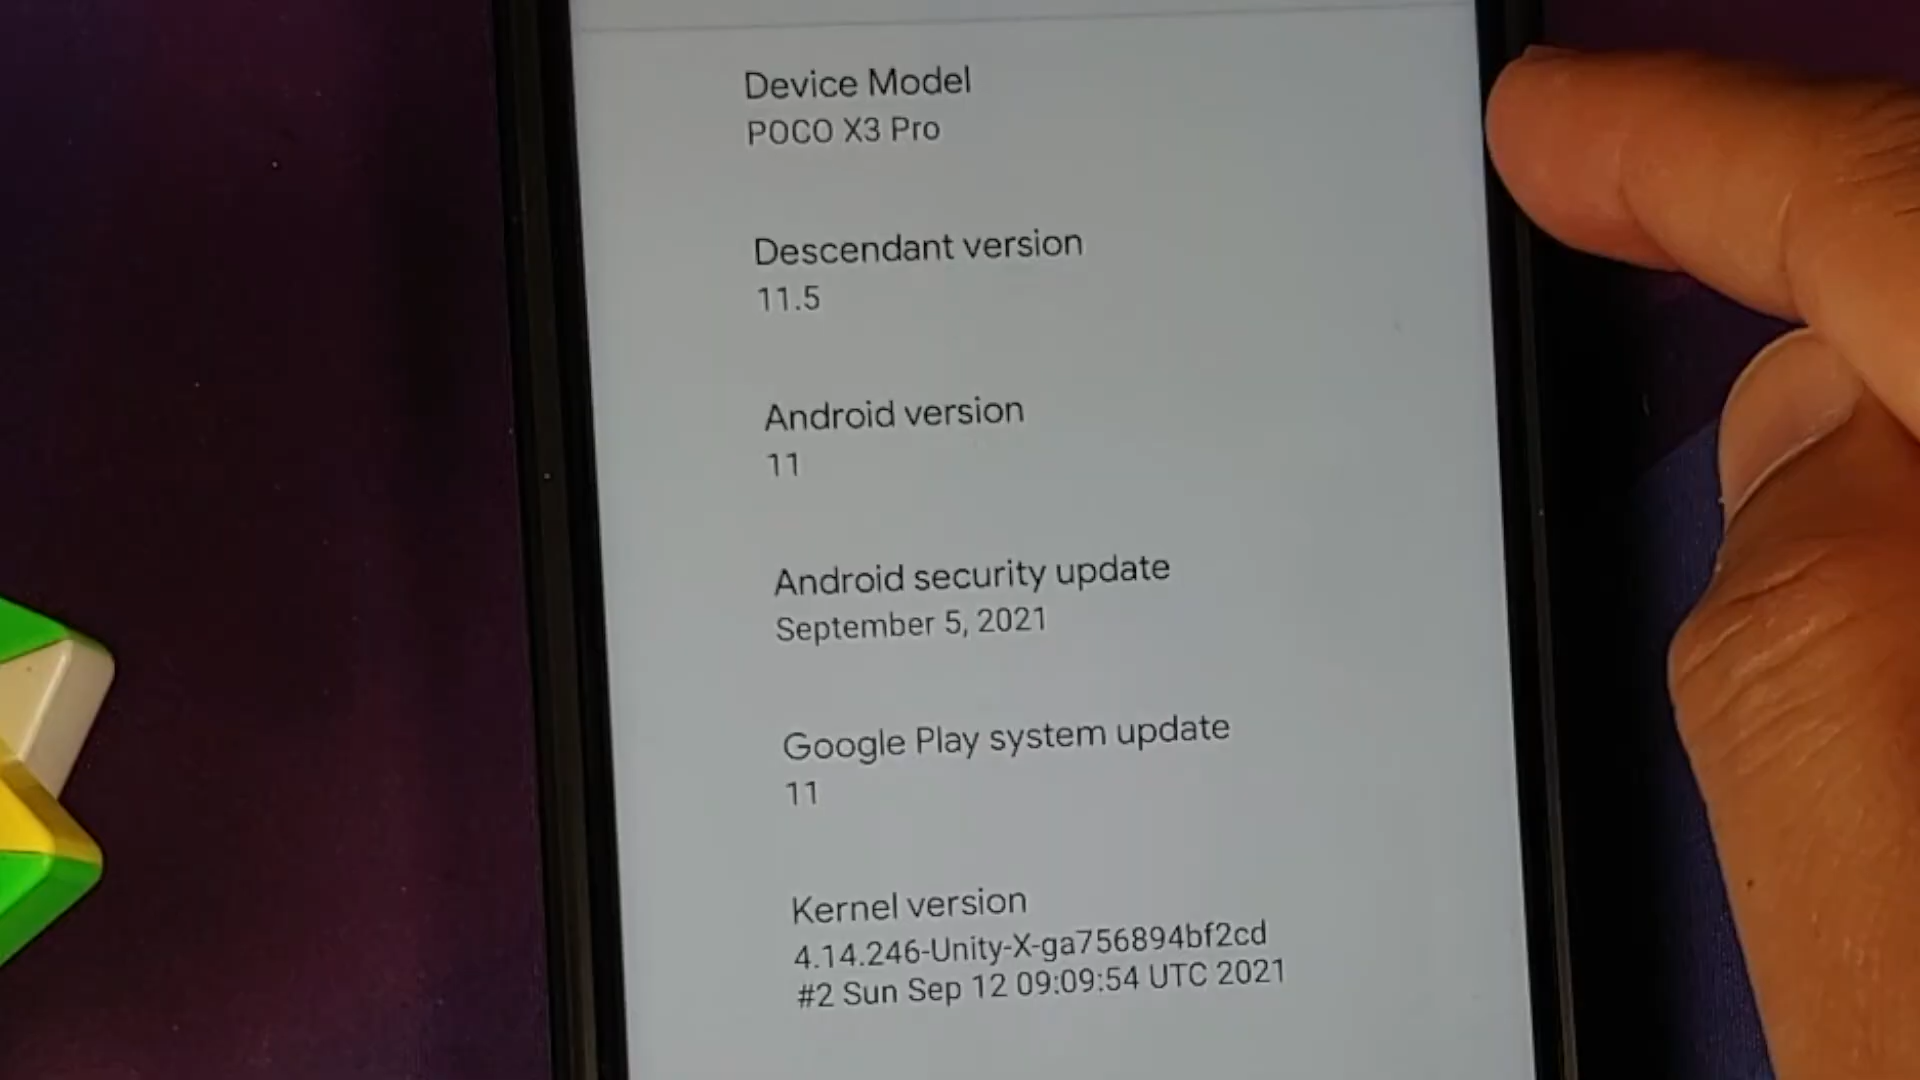 Device Model
POCO X3 Pro
Descendant version
11.5
Android version
11
Android security update
September 5, 2021
Google Play system update
11
Kernel version
4.14.246-Unity-X-ga756894bf2cd
#2 Sun Sep 12 09:09:54 UTC 2021